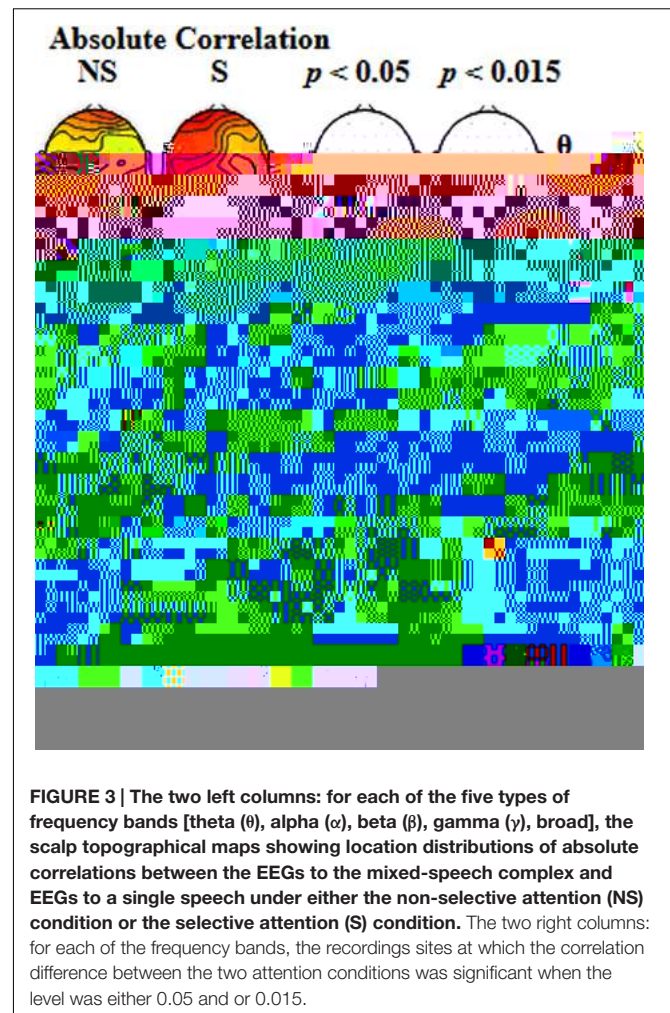 Absolute Correlation
NS S p < 0.05 p < 0.015
θ
FIGURE 3 | The two left columns: for each of the five types of
frequency bands [theta (θ), alpha (α), beta (β), gamma (γ), broad], the
scalp topographical maps showing location distributions of absolute
correlations between the EEGs to the mixed-speech complex and
EEGs to a single speech under either the non-selective attention (NS)
condition or the selective attention (S) condition. The two right columns:
for each of the frequency bands, the recordings sites at which the correlation
difference between the two attention conditions was significant when the
level was either 0.05 and or 0.015.